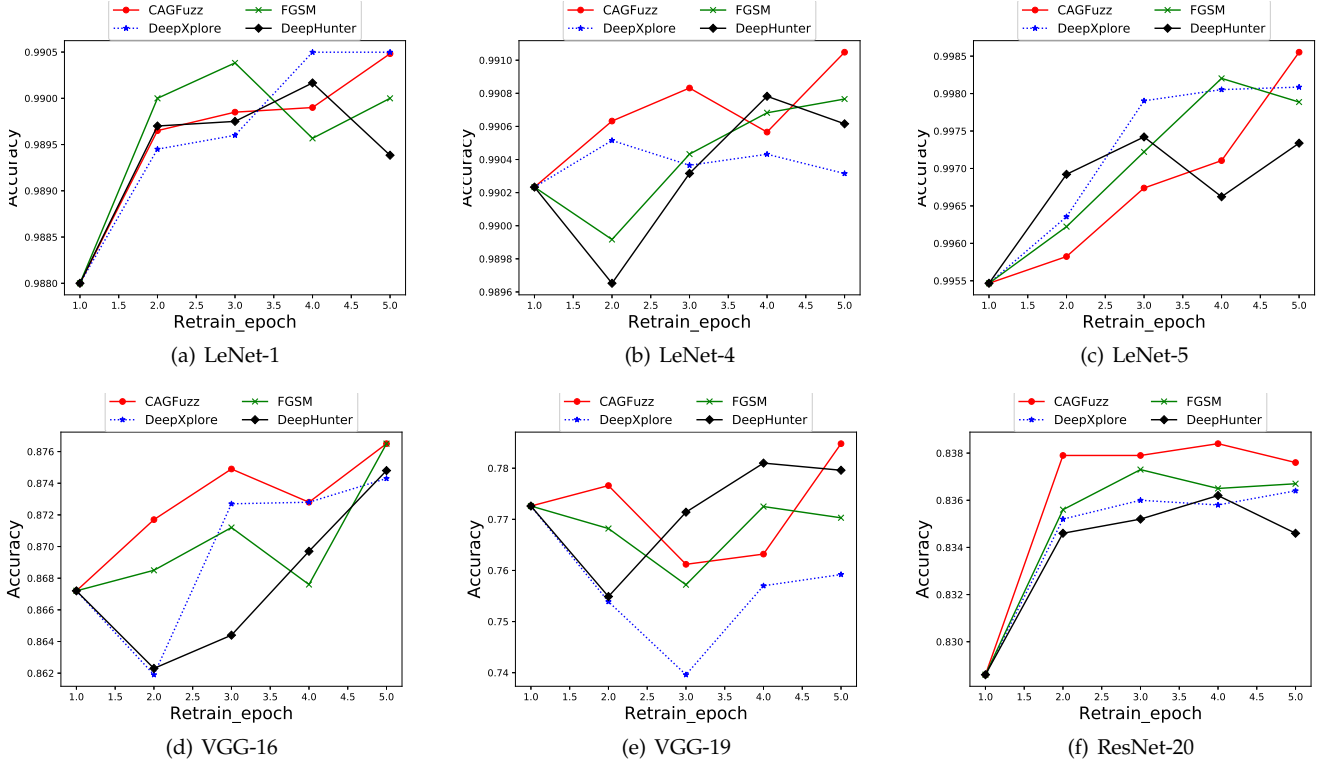 CAGFuzz FGSM
DeepXplore DeepHunter
0.9905
0.9900
0.9895
0.9890
0.9885
0.9880
Accuracy
1.0 1.5 2.0 2.5 3.0 3.5 4.0 4.5 5.0
Retrain_epoch
(a) LeNet-1
CAGFuzz FGSM
DeepXplore DeepHunter
0.9910
0.9908
0.9906
0.9904
0.9902
0.9900
0.9898
0.9896
Accuracy
1.0 1.5 2.0 2.5 3.0 3.5 4.0 4.5 5.0
Retrain_epoch
(b) LeNet-4
CAGFuzz FGSM
DeepXplore DeepHunter
0.9985
0.9980
0.9975
0.9970
0.9965
0.9960
0.9955
Accuracy
1.0 1.5 2.0 2.5 3.0 3.5 4.0 4.5 5.0
Retrain_epoch
(c) LeNet-5
CAGFuzz FGSM
DeepXplore DeepHunter
0.876
0.874
0.872
0.870
0.868
0.866
0.864
0.862
Accuracy
1.0 1.5 2.0 2.5 3.0 3.5 4.0 4.5 5.0
Retrain_epoch
(d) VGG-16
CAGFuzz FGSM
DeepXplore DeepHunter
0.78
0.77
0.76
0.75
0.74
Accuracy
1.0 1.5 2.0 2.5 3.0 3.5 4.0 4.5 5.0
Retrain_epoch
(e) VGG-19
CAGFuzz FGSM
DeepXplore DeepHunter
0.838
0.836
0.834
0.832
0.830
Accuracy
1.0 1.5 2.0 2.5 3.0 3.5 4.0 4.5 5.0
Retrain_epoch
(f) ResNet-20